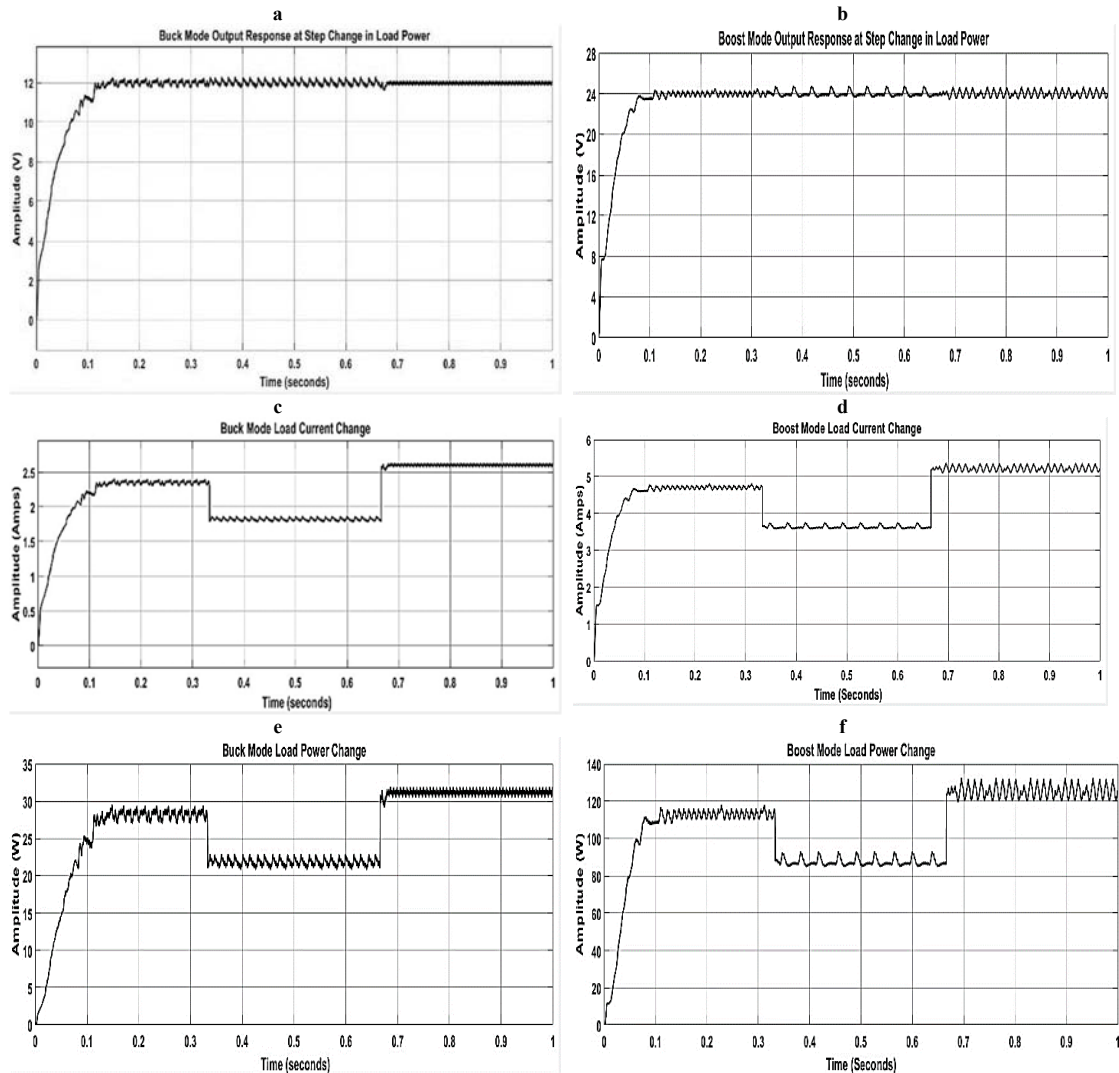 a
Buck Mode Output Response at Step Change in Load Power
Amplitude (V)
12
10
8
6
4
2
0
0 0.1 0.2 0.3 0.4 0.5 0.6 0.7 0.8 0.9 1
Time (seconds)
b
Boost Mode Output Response at Step Change in Load Power
Amplitude (V)
28
24
20
16
12
8
4
0
0 0.1 0.2 0.3 0.4 0.5 0.6 0.7 0.8 0.9 1
Time (seconds)
c
Buck Mode Load Current Change
Amplitude (Amps)
2.5
2
1.5
1
0.5
0
0 0.1 0.2 0.3 0.4 0.5 0.6 0.7 0.8 0.9 1
Time (seconds)
d
Boost Mode Load Current Change
Amplitude (Amps)
6
5
4
3
2
1
0
0 0.1 0.2 0.3 0.4 0.5 0.6 0.7 0.8 0.9 1
Time (Seconds)
e
Buck Mode Load Power Change
Amplitude (W)
35
30
25
20
15
10
5
0
0 0.1 0.2 0.3 0.4 0.5 0.6 0.7 0.8 0.9 1
Time (seconds)
f
Boost Mode Load Power Change
Amplitude (W)
140
120
100
80
60
40
20
0
0 0.1 0.2 0.3 0.4 0.5 0.6 0.7 0.8 0.9 1
Time (Seconds)